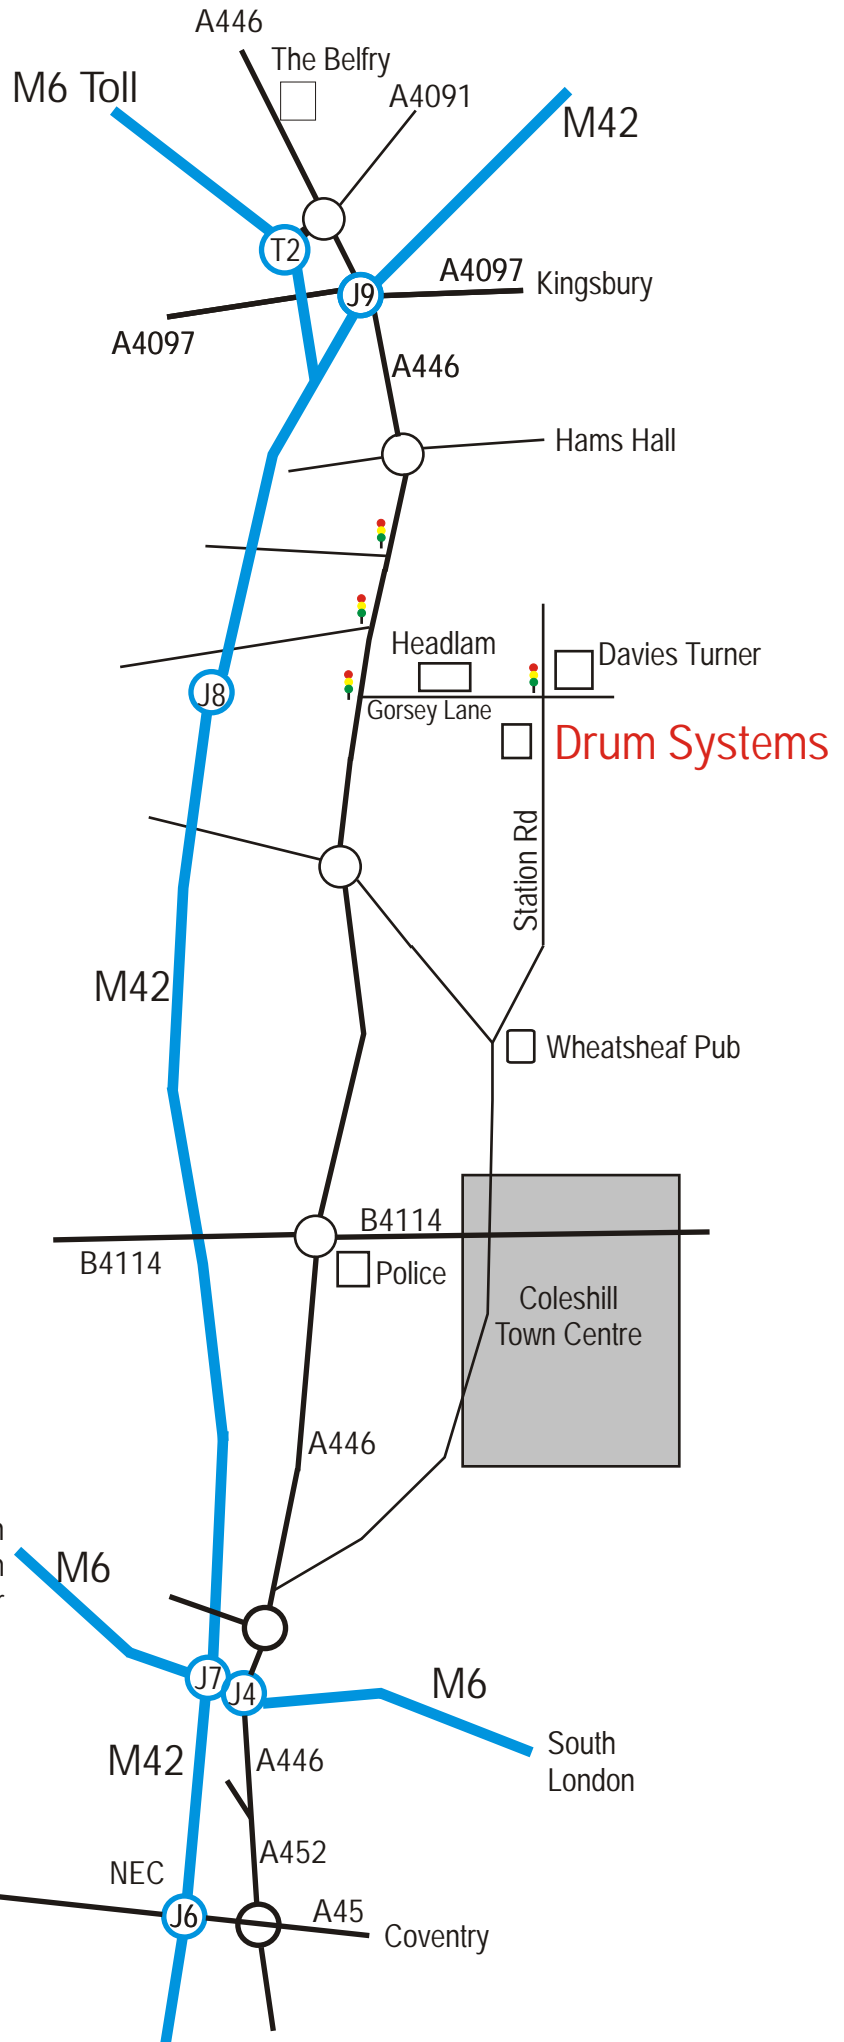 A446
The Belfry
M6 Toll
A4091
M42
T2
A4097
J9
Kingsbury
A4097
A446
Hams Hall
Headlam
Davies Turner
J8
Gorsey Lane
Drum Systems
Station Rd
M42
Wheatsheaf Pub
B4114
B4114
Police
Coleshill
Town Centre
A446
M6
J7
J4
M6
South
London
M42
A446
A452
NEC
J6
A45
Coventry